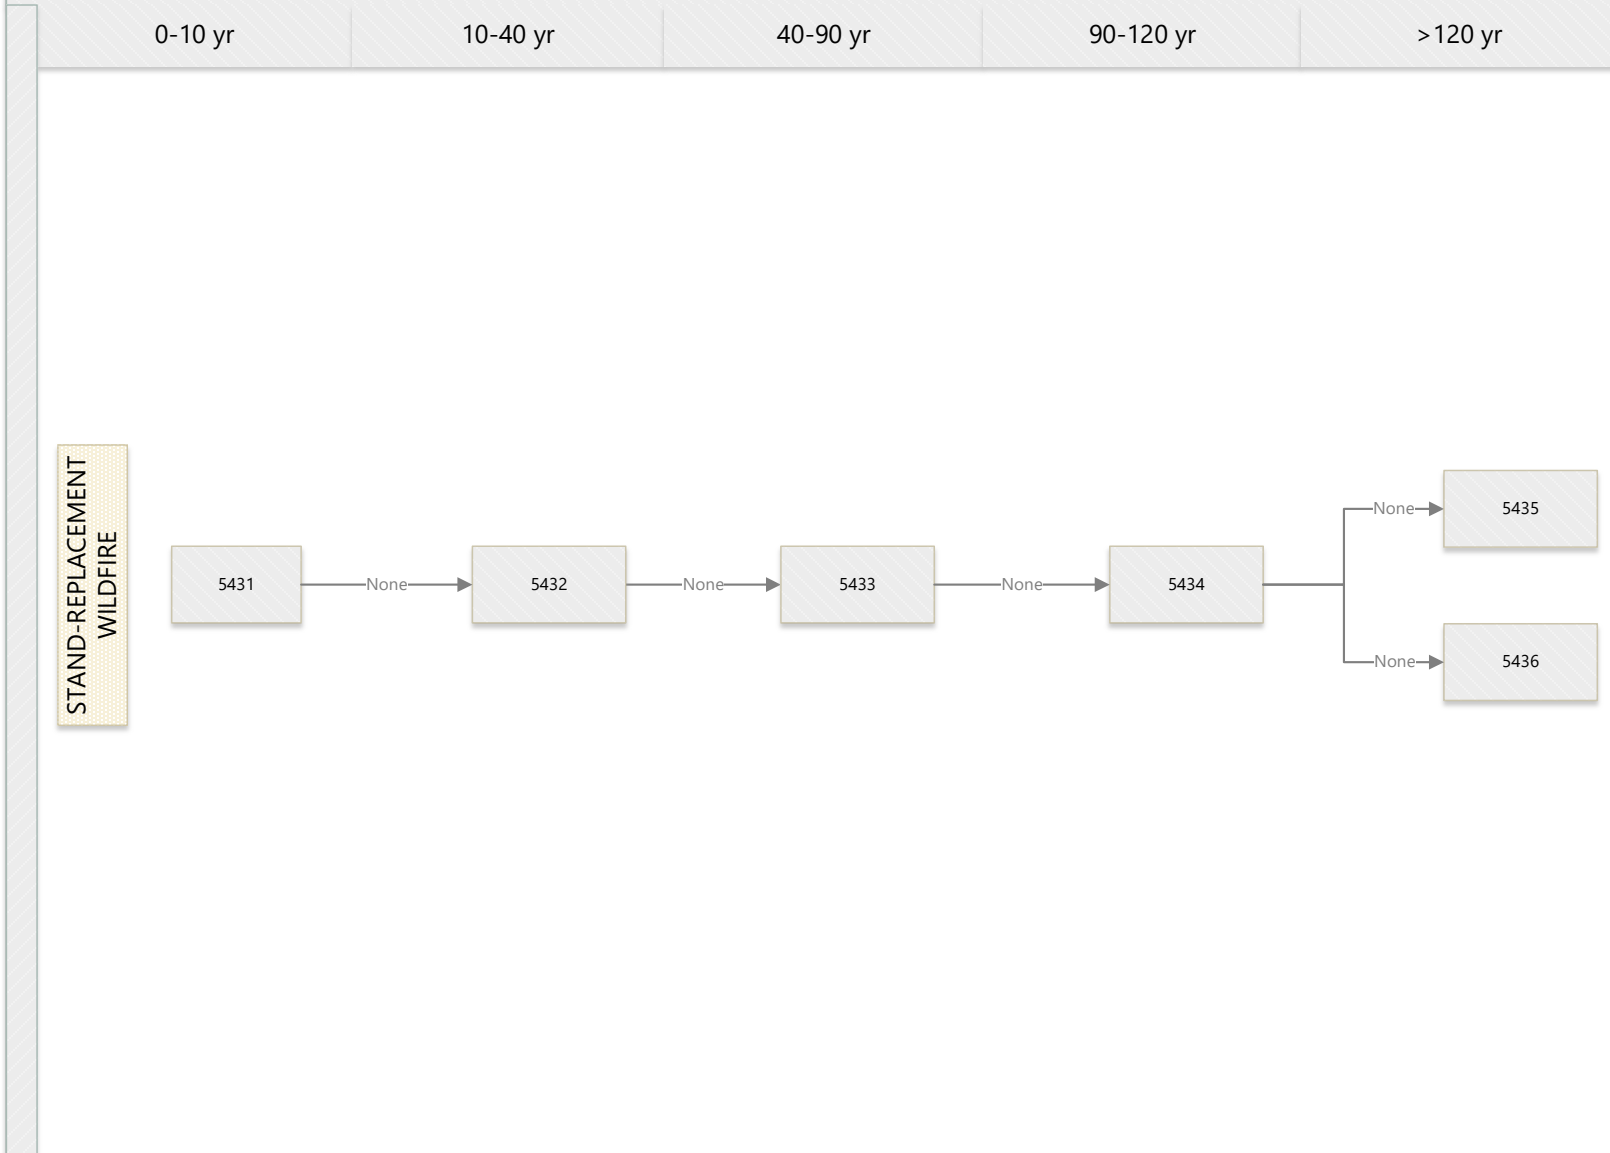 0-10 yr
10-40 yr
40-90 yr
90-120 yr
>120 yr
STAND-REPLACEMENT
WILDFIRE
5431
None
5432
None
5433
None
5434
None
5435
None
5436